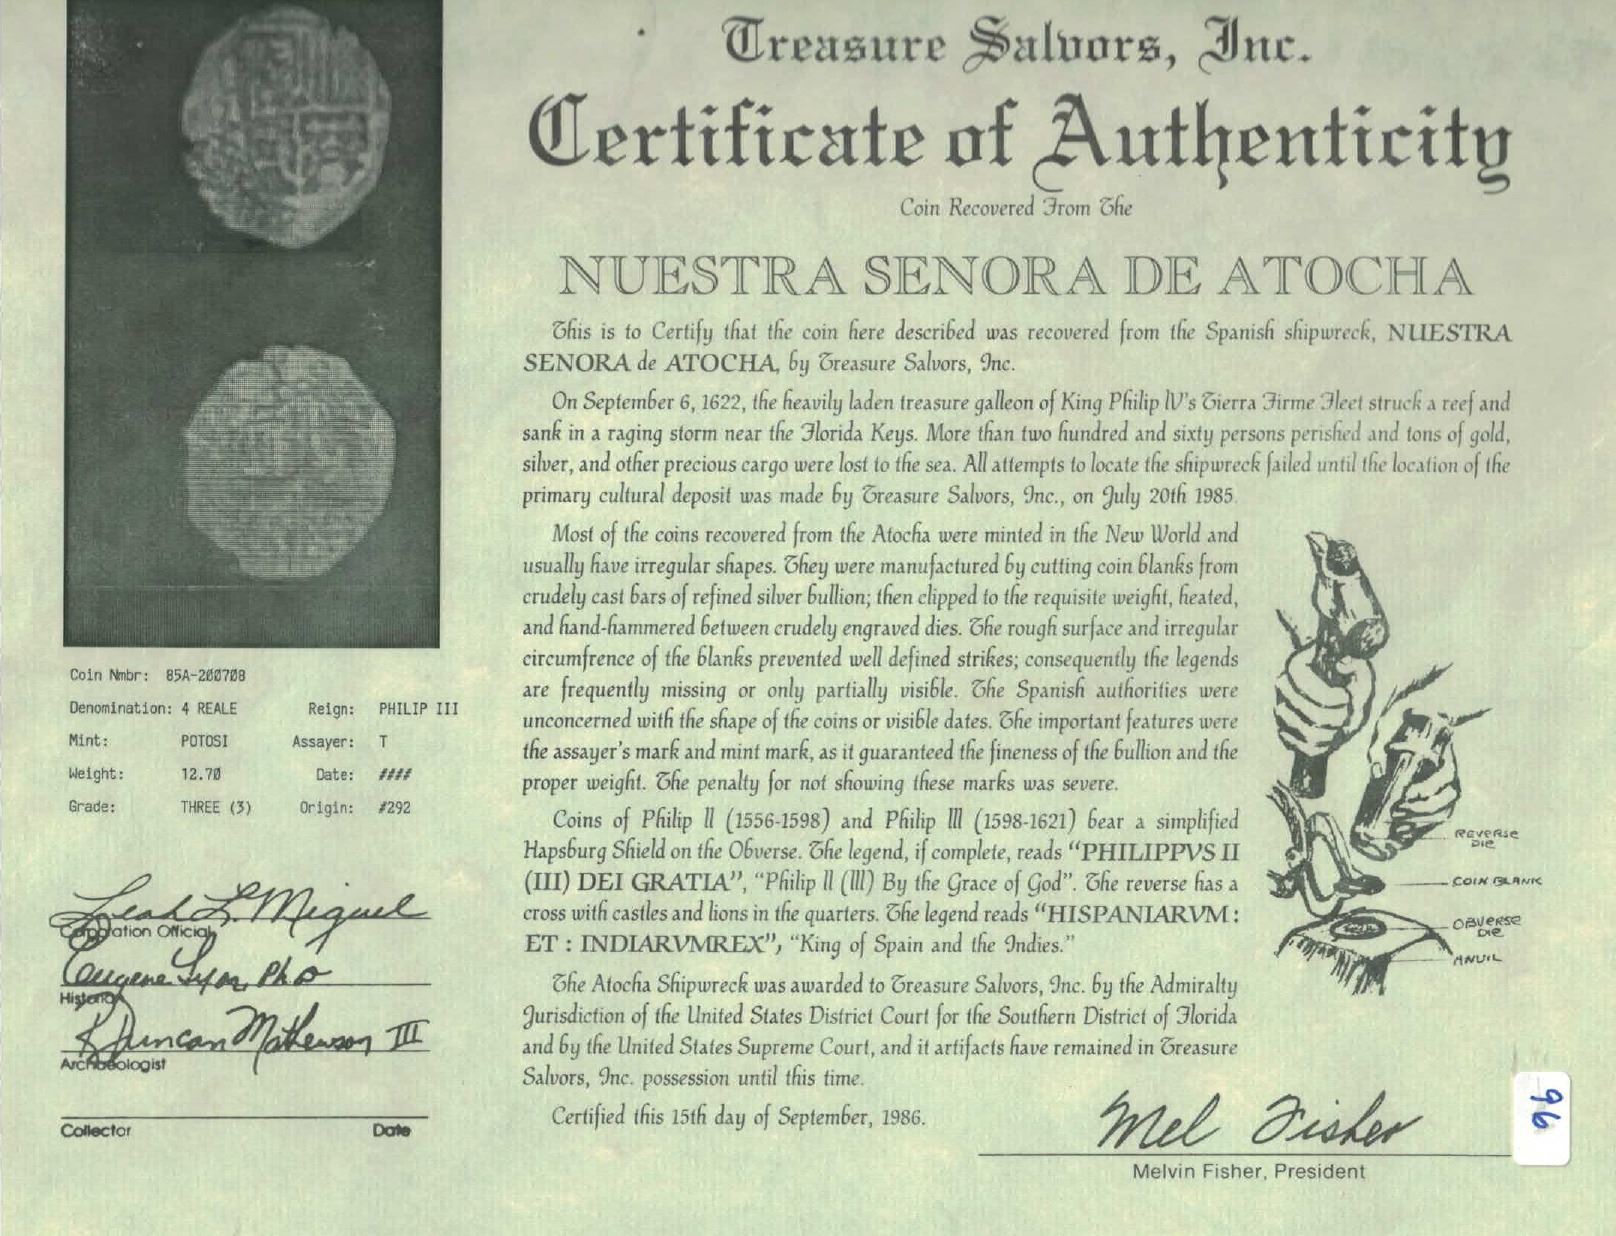 Treasure Salvors, Inc.
Certificate of Authenticity
Coin Recovered From The
NUESTRA SENORA DE ATOCHA
This is to Certify that the coin here described was recovered from the Spanish shipwreck, NUESTRA
SENORA de ATOCHA, by Treasure Salvors, Inc.
On September 6, 1622, the heavily laden treasure galleon of King Philip IV's Tierra Firme Fleet struck a reef and
sank in a raging storm near the Florida Keys. More than two hundred and sixty persons perished and tons of gold,
silver, and other precious cargo were lost to the sea. All attempts to locate the shipwreck failed until the location of the
primary cultural deposit was made by Treasure Salvors, Inc., on July 20th 1985.
Most of the coins recovered from the Atocha were minted in the New World and
usually have irregular shapes. They were manufactured by cutting coin blanks from
crudely cast bars of refined silver bullion; then clipped to the requisite weight, heated,
and hand-hammered between crudely engraved dies. The rough surface and irregular
circumfrence of the blanks prevented well defined strikes; consequently the legends
are frequently missing or only partially visible. The Spanish authorities were
unconcerned with the shape of the coins or visible dates. The important features were
the assayer's mark and mint mark, as it guaranteed the fineness of the bullion and the
proper weight. The penalty for not showing these marks was severe.
Coins of Philip II (1556-1598) and Philip III (1598-1621) bear a simplified
Hapsburg Shield on the Obverse. The legend, if complete, reads "PHILIPPVS II
(III) DEI GRATIA", "Philip II (III) By the Grace of God". The reverse has a
cross with castles and lions in the quarters. The legend reads "HISPANIARVM :
ET : INDIARVMREX", "King of Spain and the Indies."
The Atocha Shipwreck was awarded to Treasure Salvors, Inc. by the Admiralty
Jurisdiction of the United States District Court for the Southern District of Florida
and by the United States Supreme Court, and it artifacts have remained in Treasure
Salvors, Inc. possession until this time.
Certified this 15th day of September, 1986.
Mel Fisher
Melvin Fisher, President
REVERSE
DIE
COIN BLANK
OBVERSE
DIE
ANVIL
96
Coin Nmbr: 85A-200708
Denomination: 4 REALE Reign: PHILIP III
Mint: POTOSI Assayer: T
Weight: 12.70 Date: ####
Grade: THREE (3) Origin: #292
Leah L. Miguel
Corporation Official
Eugene Lyon, PhD
Historian
R Duncan Mathewson III
Archaeologist
Collector Date